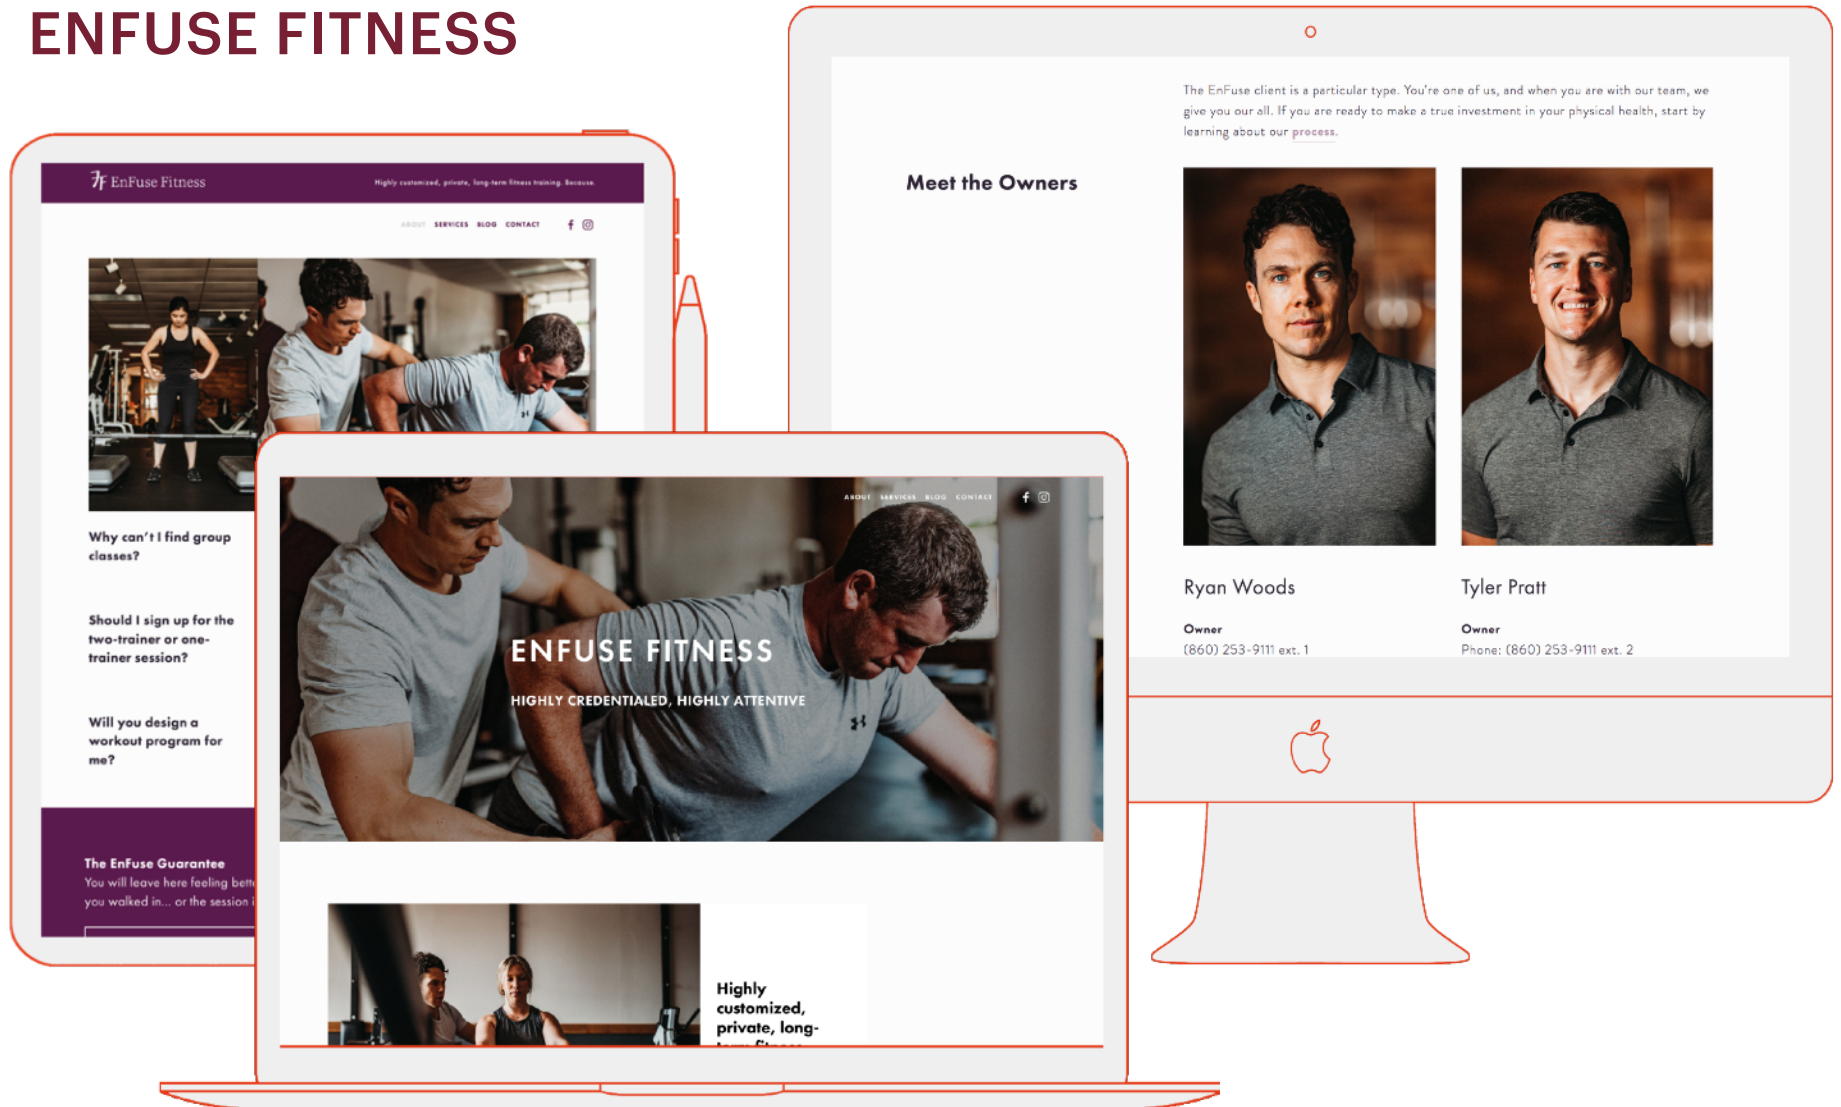 ENFUSE FITNESS
EnFuse Fitness
Highly customized, private, long-term fitness training. Because.
ABOUT SERVICES BLOG CONTACT
Why can't I find group
classes?
Should I sign up for the
two-trainer or one-
trainer session?
Will you design a
workout program for
me?
The EnFuse Guarantee
You will leave here feeling
you walked in... or the session
ABOUT SERVICES BLOG CONTACT
ENFUSE FITNESS
HIGHLY CREDENTIALED, HIGHLY ATTENTIVE
Highly
customized,
private, long-
term fitness
The EnFuse client is a particular type. You're one of us, and when you are with our team, we
give you our all. If you are ready to make a true investment in your physical health, start by
learning about our process.
Meet the Owners
Ryan Woods
Owner
(860) 253-9111 ext. 1
Tyler Pratt
Owner
Phone: (860) 253-9111 ext. 2